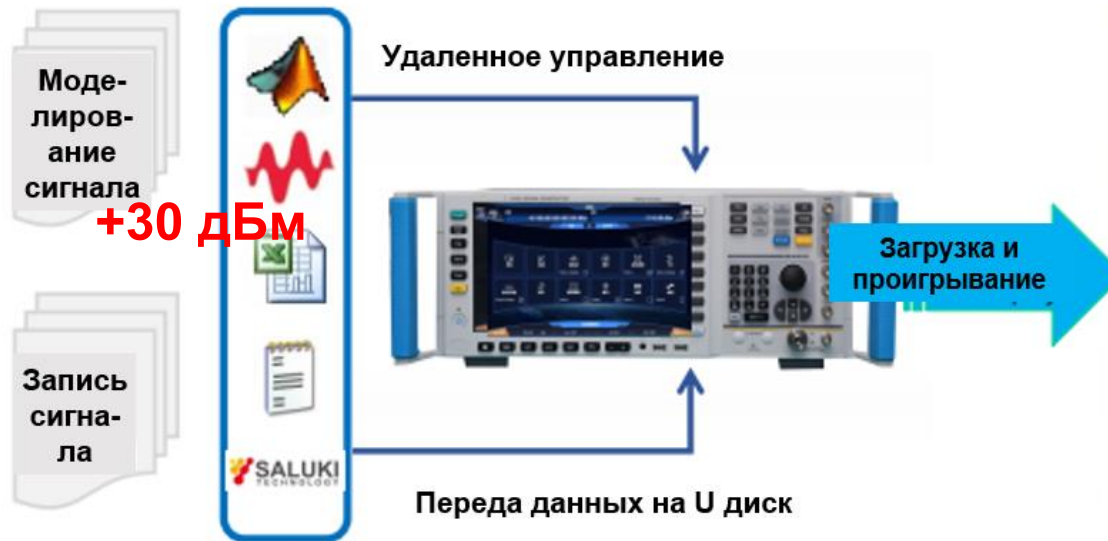 Моде-
лиров-
ание
сигнала
+30 дБм
Запись
сигна-
ла
SALUKI
TECHNOLOGY
Удаленное управление
Загрузка и
проигрывание
Переда данных на U диск